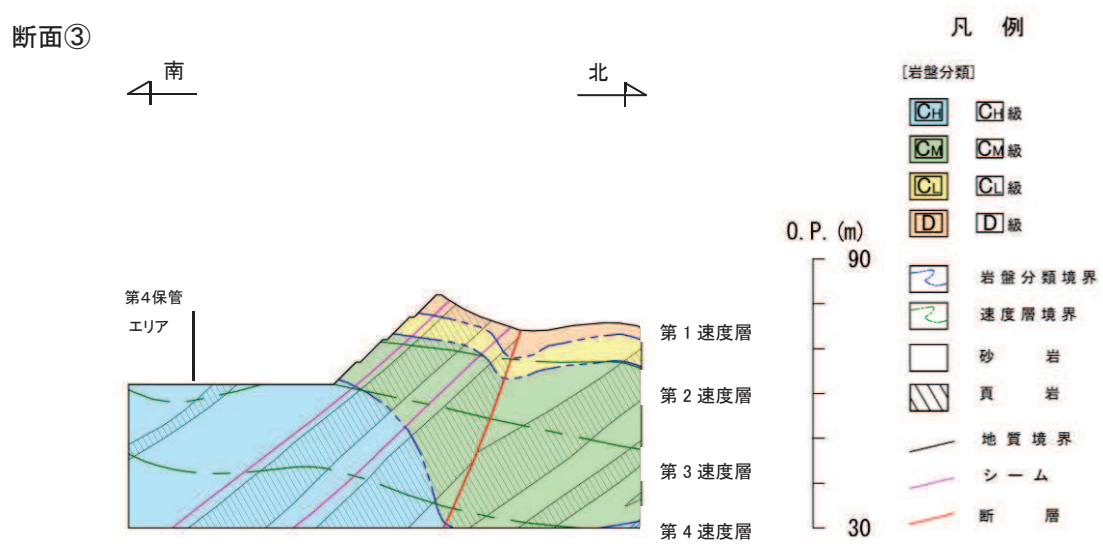 断面③
南
北
第4保管
エリア
第1速度層
第2速度層
第3速度層
第4速度層
O.P.(m)
90
30
凡 例
[岩盤分類]
CH CH級
CM CM級
CL CL級
D D級
岩盤分類境界
速度層境界
砂 岩
頁 岩
地質境界
シーム
断 層